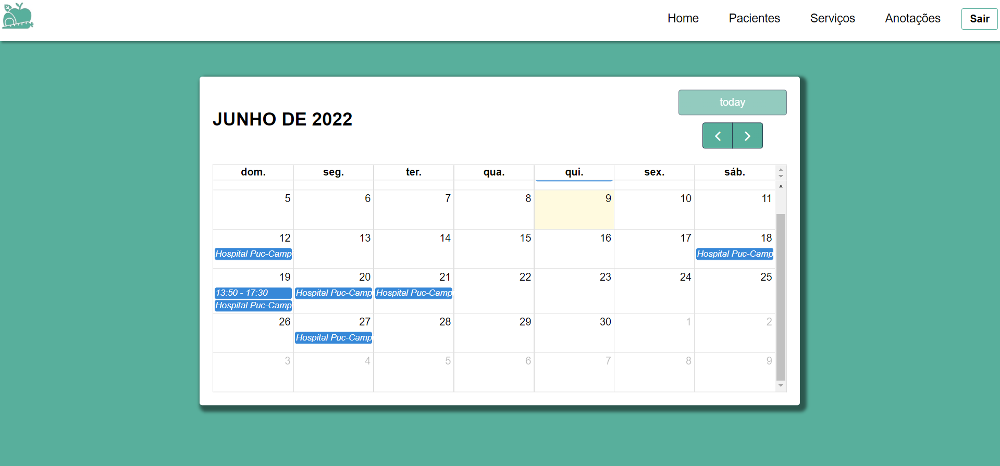 Home Pacientes Serviços Anotações Sair
today
JUNHO DE 2022
dom. seg. ter. qua. qui. sex. sáb.
5 6 7 8 9 10 11
12 13 14 15 16 17 18
Hospital Puc-Camp Hospital Puc-Camp
19 20 21 22 23 24 25
13:50 - 17:30 Hospital Puc-Camp Hospital Puc-Camp
Hospital Puc-Camp
26 27 28 29 30 1 2
Hospital Puc-Camp
3 4 5 6 7 8 9